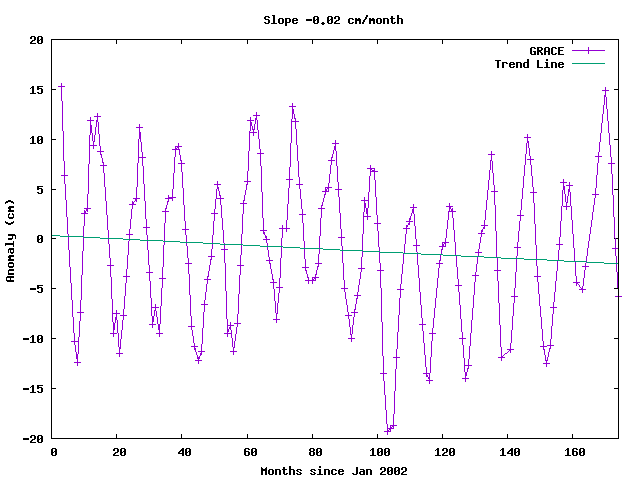 Slope -0.02 cm/month
GRACE
Trend Line
20
15
10
5
0
-5
-10
-15
-20
Anomaly (cm)
0 20 40 60 80 100 120 140 160
Months since Jan 2002